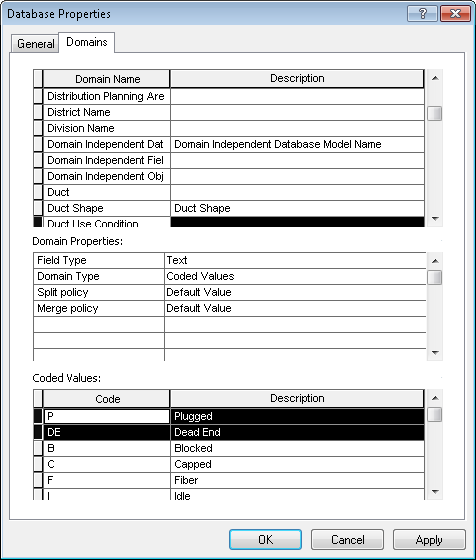 Database Properties
General Domains
Domain Name Description
Distribution Planning Are
District Name
Division Name
Domain Independent Dat Domain Independent Database Model Name
Domain Independent Fiel
Domain Independent Obj
Duct
Duct Shape Duct Shape
Duct Use Condition
Domain Properties:
Field Type Text
Domain Type Coded Values
Split policy Default Value
Merge policy Default Value
Coded Values:
Code Description
P Plugged
DE Dead End
B Blocked
C Capped
F Fiber
I Idle
OK Cancel Apply